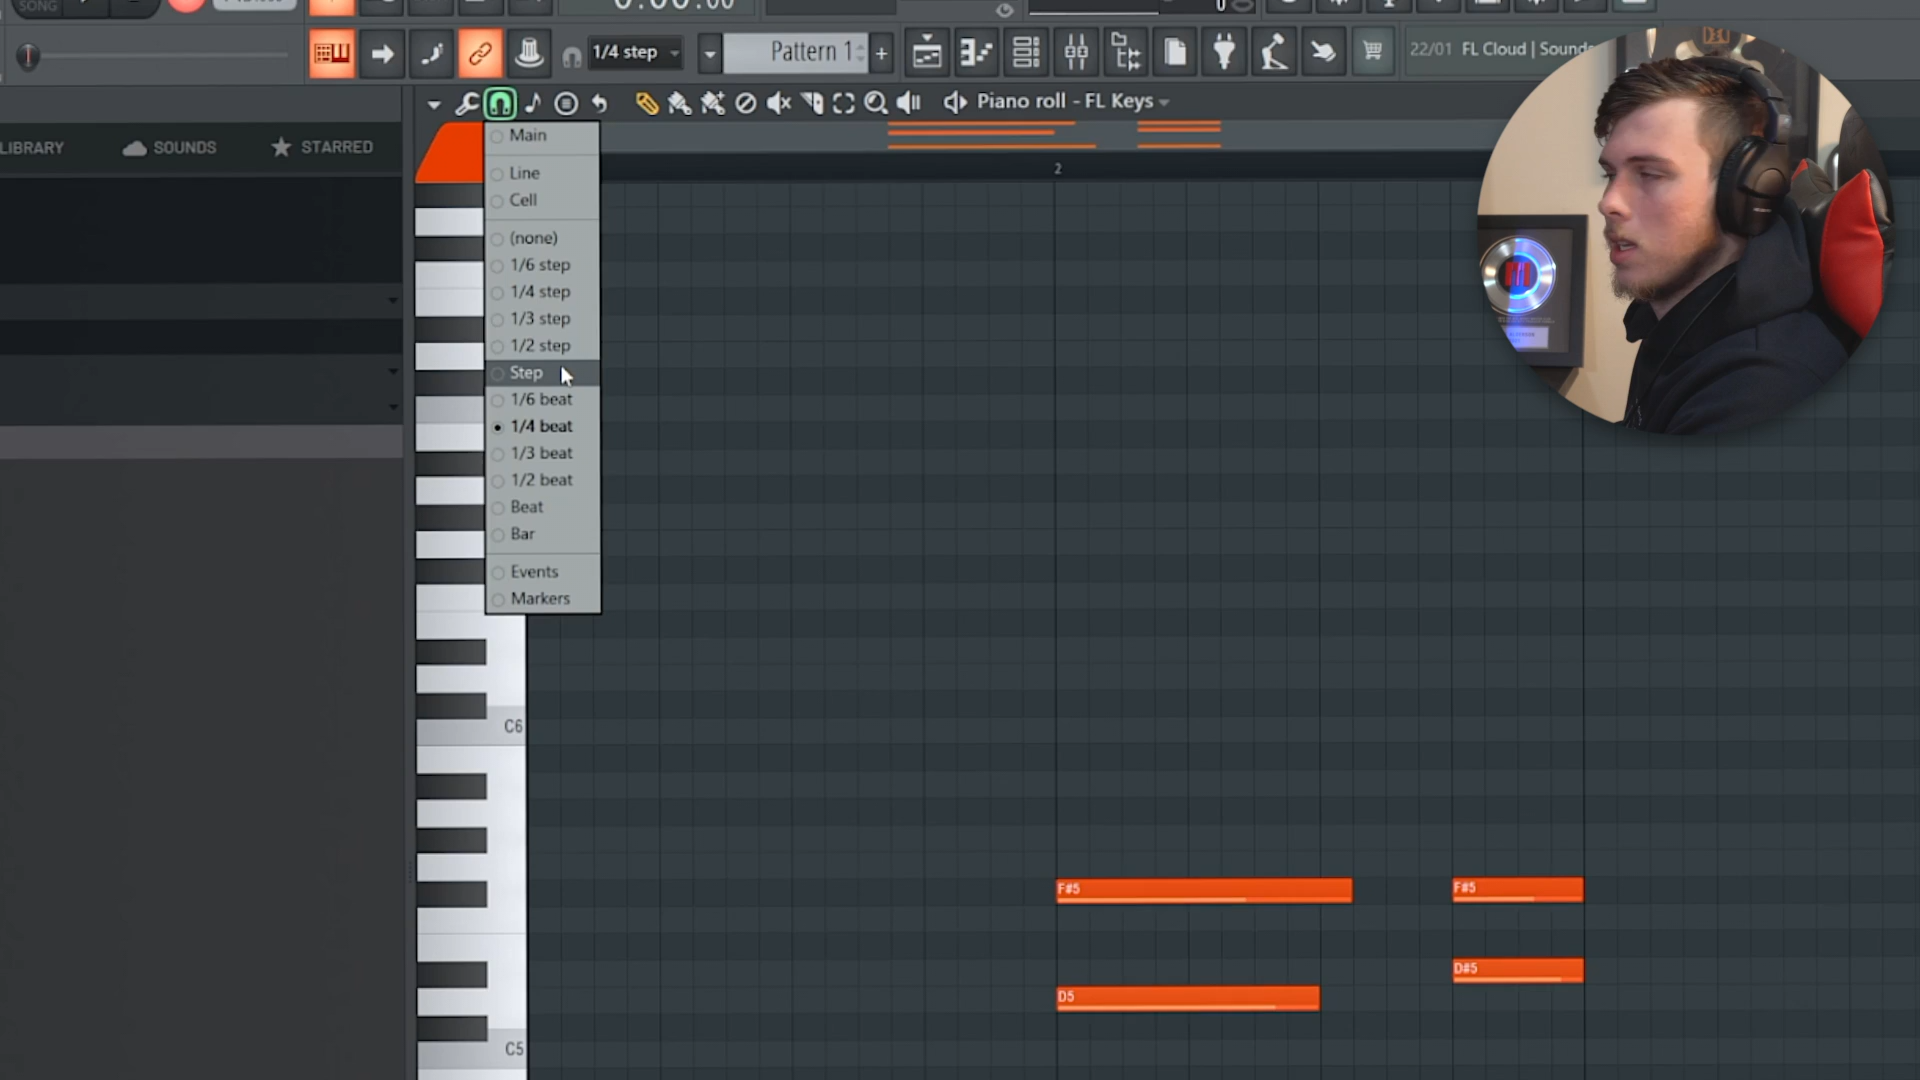 SONG
0:00:00
0
1/4 step
Pattern 1
+
22/01 FL Cloud | Sounds
Piano roll - FL Keys
LIBRARY
SOUNDS
STARRED
Main
Line
Cell
(none)
1/6 step
1/4 step
1/3 step
1/2 step
Step
1/6 beat
1/4 beat
1/3 beat
1/2 beat
Beat
Bar
Events
Markers
2
C6
F#5
F#5
D#5
D5
C5